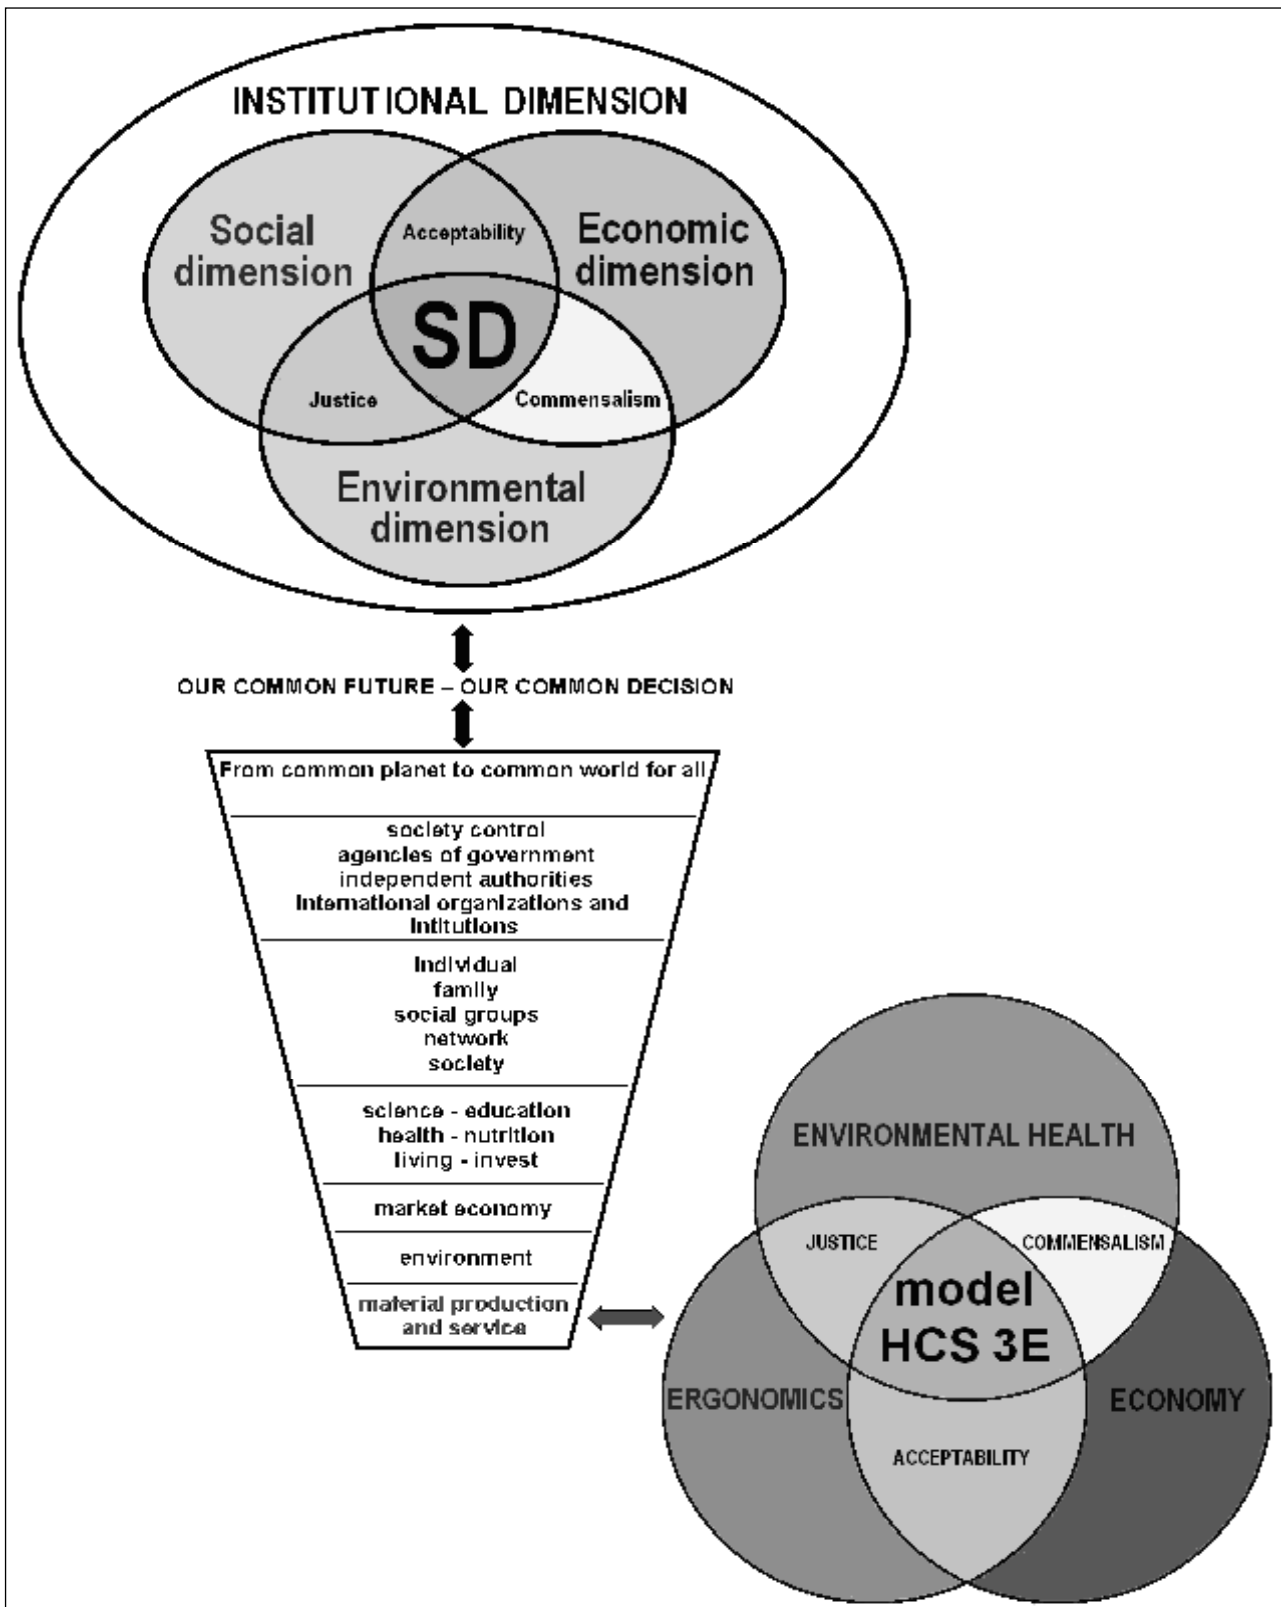 INSTITUTIONAL DIMENSION
Social
dimension
Acceptability
Economic
dimension
SD
Justice
Commensalism
Environmental
dimension
OUR COMMON FUTURE – OUR COMMON DECISION
From common planet to common world for all
society control
agencies of government
independent authorities
international organizations and
intitutions
individual
family
social groups
network
society
science - education
health - nutrition
living - invest
market economy
environment
material production
and service
ENVIRONMENTAL HEALTH
JUSTICE
COMMENSALISM
model
HCS 3E
ERGONOMICS
ECONOMY
ACCEPTABILITY